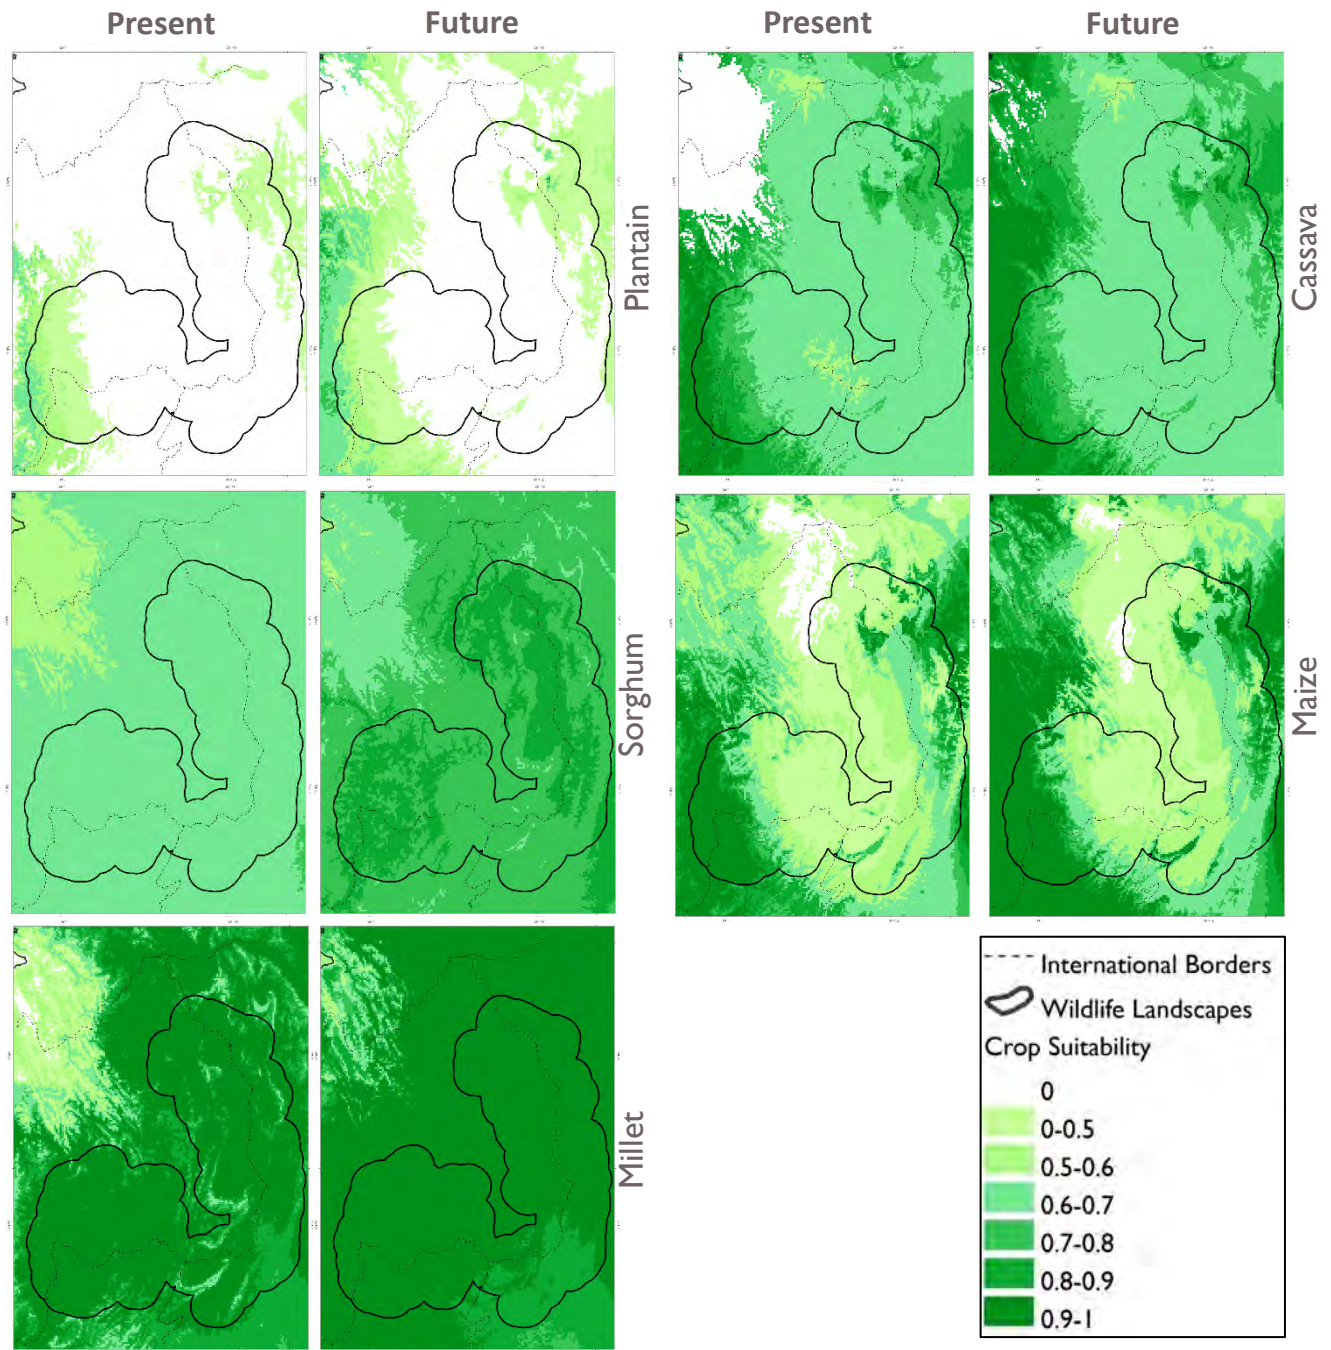 Present
Future
Present
Future
Plantain
Cassava
Sorghum
Maize
Millet
International Borders
Wildlife Landscapes
Crop Suitability
0
0-0.5
0.5-0.6
0.6-0.7
0.7-0.8
0.8-0.9
0.9-1